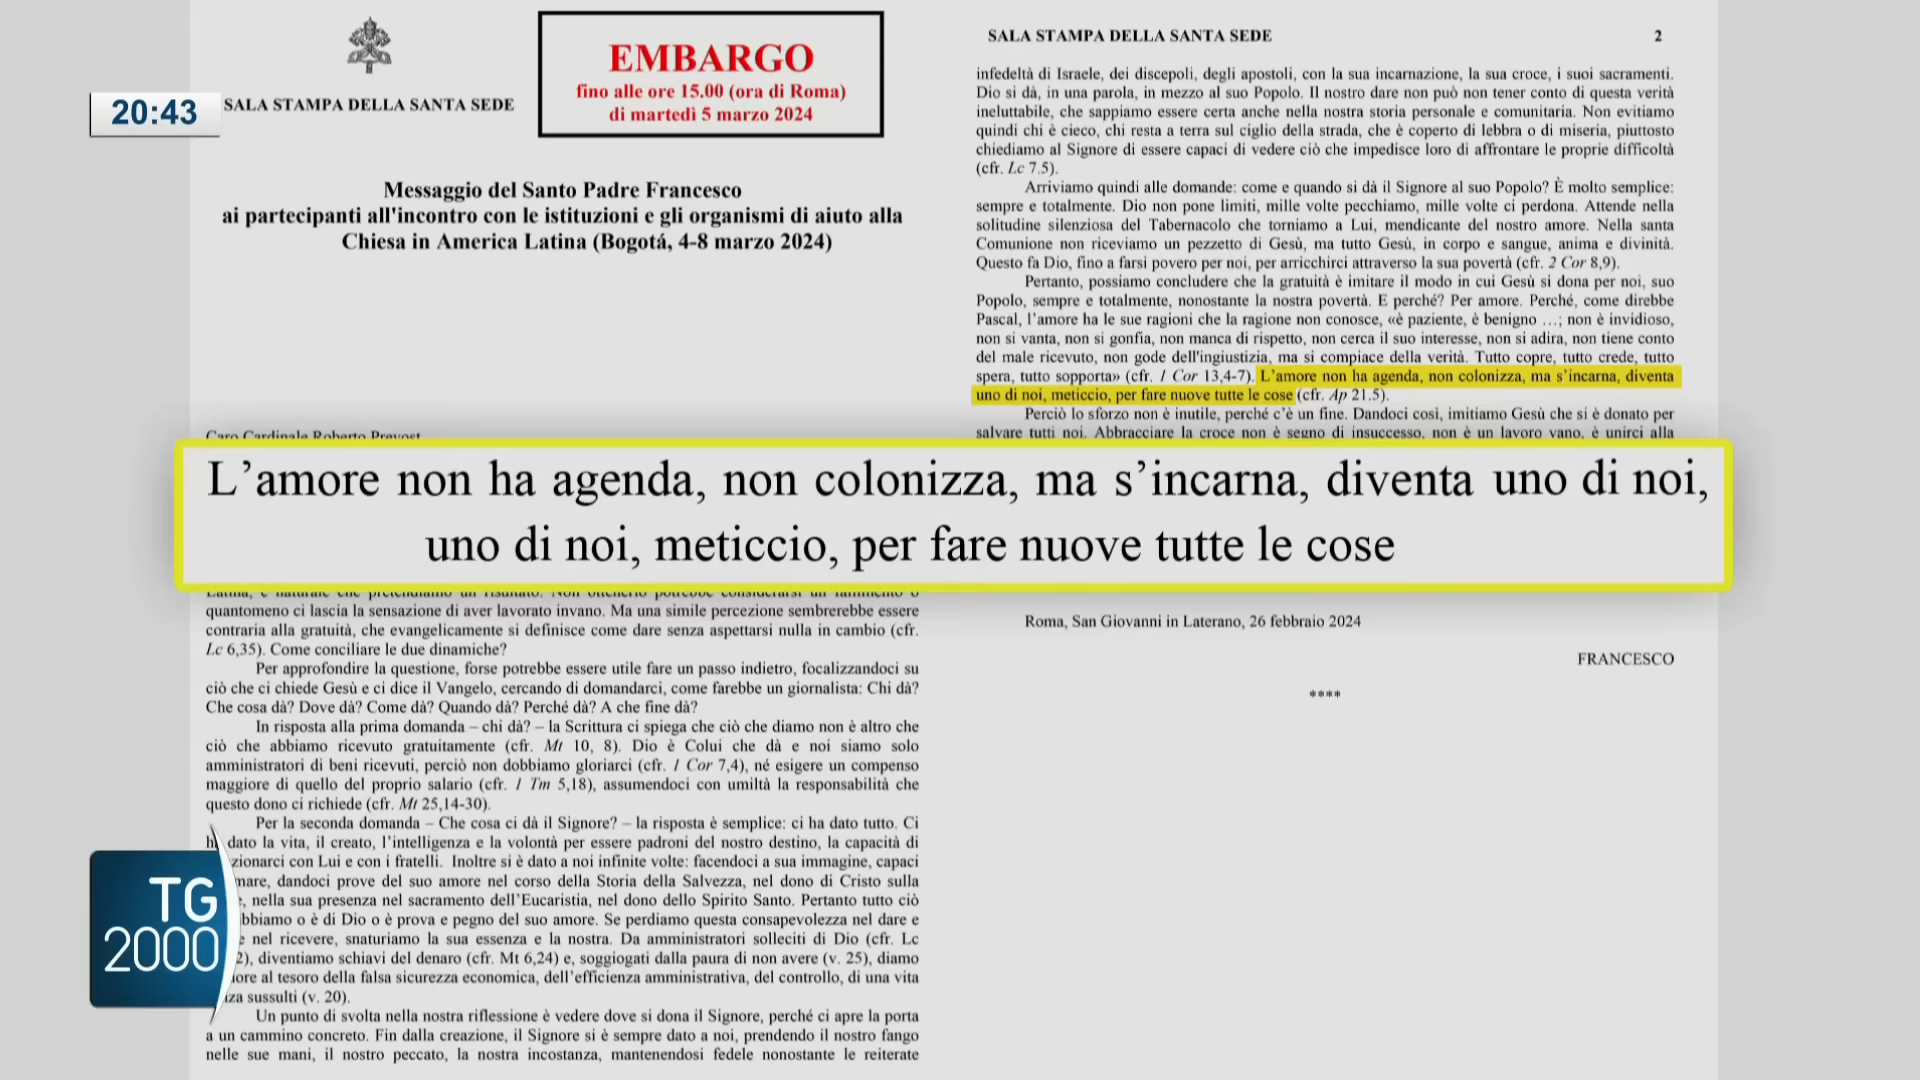 SALA STAMPA DELLA SANTA SEDE
EMBARGO
fino alle ore 15.00 (ora di Roma)
di martedì 5 marzo 2024
20:43
Messaggio del Santo Padre Francesco
ai partecipanti all'incontro con le istituzioni e gli organismi di aiuto alla
Chiesa in America Latina (Bogotá, 4-8 marzo 2024)
Caro Cardinale Roberto Prevost
L’amore non ha agenda, non colonizza, ma s’incarna, diventa uno di noi,
uno di noi, meticcio, per fare nuove tutte le cose
Latina, è naturale che pretendiamo un risultato. Non ottenerlo potrebbe considerarsi un fallimento o
quantomeno ci lascia la sensazione di aver lavorato invano. Ma una simile percezione sembrerebbe essere
contraria alla gratuità, che evangelicamente si definisce come dare senza aspettarsi nulla in cambio (cfr.
Lc 6,35). Come conciliare le due dinamiche?
Per approfondire la questione, forse potrebbe essere utile fare un passo indietro, focalizzandoci su
ciò che ci chiede Gesù e ci dice il Vangelo, cercando di domandarci, come farebbe un giornalista: Chi dà?
Che cosa dà? Dove dà? Come dà? Quando dà? Perché dà? A che fine dà?
In risposta alla prima domanda – chi dà? – la Scrittura ci spiega che ciò che diamo non è altro che
ciò che abbiamo ricevuto gratuitamente (cfr. Mt 10, 8). Dio è Colui che dà e noi siamo solo
amministratori di beni ricevuti, perciò non dobbiamo gloriarci (cfr. 1 Cor 7,4), né esigere un compenso
maggiore di quello del proprio salario (cfr. 1 Tm 5,18), assumendoci con umiltà la responsabilità che
questo dono ci richiede (cfr. Mt 25,14-30).
Per la seconda domanda – Che cosa ci dà il Signore? – la risposta è semplice: ci ha dato tutto. Ci
dato la vita, il creato, l’intelligenza e la volontà per essere padroni del nostro destino, la capacità di
zionarci con Lui e con i fratelli. Inoltre si è dato a noi infinite volte: facendoci a sua immagine, capaci
mare, dandoci prove del suo amore nel corso della Storia della Salvezza, nel dono di Cristo sulla
, nella sua presenza nel sacramento dell’Eucaristia, nel dono dello Spirito Santo. Pertanto tutto ciò
bbiamo o è di Dio o è prova e pegno del suo amore. Se perdiamo questa consapevolezza nel dare e
e nel ricevere, snaturiamo la sua essenza e la nostra. Da amministratori solleciti di Dio (cfr. Lc
2), diventiamo schiavi del denaro (cfr. Mt 6,24) e, soggiogati dalla paura di non avere (v. 25), diamo
ore al tesoro della falsa sicurezza economica, dell’efficienza amministrativa, del controllo, di una vita
za sussulti (v. 20).
Un punto di svolta nella nostra riflessione è vedere dove si dona il Signore, perché ci apre la porta
a un cammino concreto. Fin dalla creazione, il Signore si è sempre dato a noi, prendendo il nostro fango
nelle sue mani, il nostro peccato, la nostra incostanza, mantenendosi fedele nonostante le reiterate
TG
2000
SALA STAMPA DELLA SANTA SEDE 2
infedeltà di Israele, dei discepoli, degli apostoli, con la sua incarnazione, la sua croce, i suoi sacramenti.
Dio si dà, in una parola, in mezzo al suo Popolo. Il nostro dare non può non tener conto di questa verità
ineluttabile, che sappiamo essere certa anche nella nostra storia personale e comunitaria. Non evitiamo
quindi chi è cieco, chi resta a terra sul ciglio della strada, che è coperto di lebbra o di miseria, piuttosto
chiediamo al Signore di essere capaci di vedere ciò che impedisce loro di affrontare le proprie difficoltà
(cfr. Lc 7.5).
Arriviamo quindi alle domande: come e quando si dà il Signore al suo Popolo? È molto semplice:
sempre e totalmente. Dio non pone limiti, mille volte pecchiamo, mille volte ci perdona. Attende nella
solitudine silenziosa del Tabernacolo che torniamo a Lui, mendicante del nostro amore. Nella santa
Comunione non riceviamo un pezzetto di Gesù, ma tutto Gesù, in corpo e sangue, anima e divinità.
Questo fa Dio, fino a farsi povero per noi, per arricchirci attraverso la sua povertà (cfr. 2 Cor 8,9).
Pertanto, possiamo concludere che la gratuità è imitare il modo in cui Gesù si dona per noi, suo
Popolo, sempre e totalmente, nonostante la nostra povertà. E perché? Per amore. Perché, come direbbe
Pascal, l’amore ha le sue ragioni che la ragione non conosce, «è paziente, è benigno …; non è invidioso,
non si vanta, non si gonfia, non manca di rispetto, non cerca il suo interesse, non si adira, non tiene conto
del male ricevuto, non gode dell'ingiustizia, ma si compiace della verità. Tutto copre, tutto crede, tutto
spera, tutto sopporta» (cfr. 1 Cor 13,4-7). L’amore non ha agenda, non colonizza, ma s’incarna, diventa
uno di noi, meticcio, per fare nuove tutte le cose (cfr. Ap 21.5).
Perciò lo sforzo non è inutile, perché c’è un fine. Dandoci così, imitiamo Gesù che si è donato per
salvare tutti noi. Abbracciare la croce non è segno di insuccesso, non è un lavoro vano, è unirci alla
Roma, San Giovanni in Laterano, 26 febbraio 2024
FRANCESCO
****